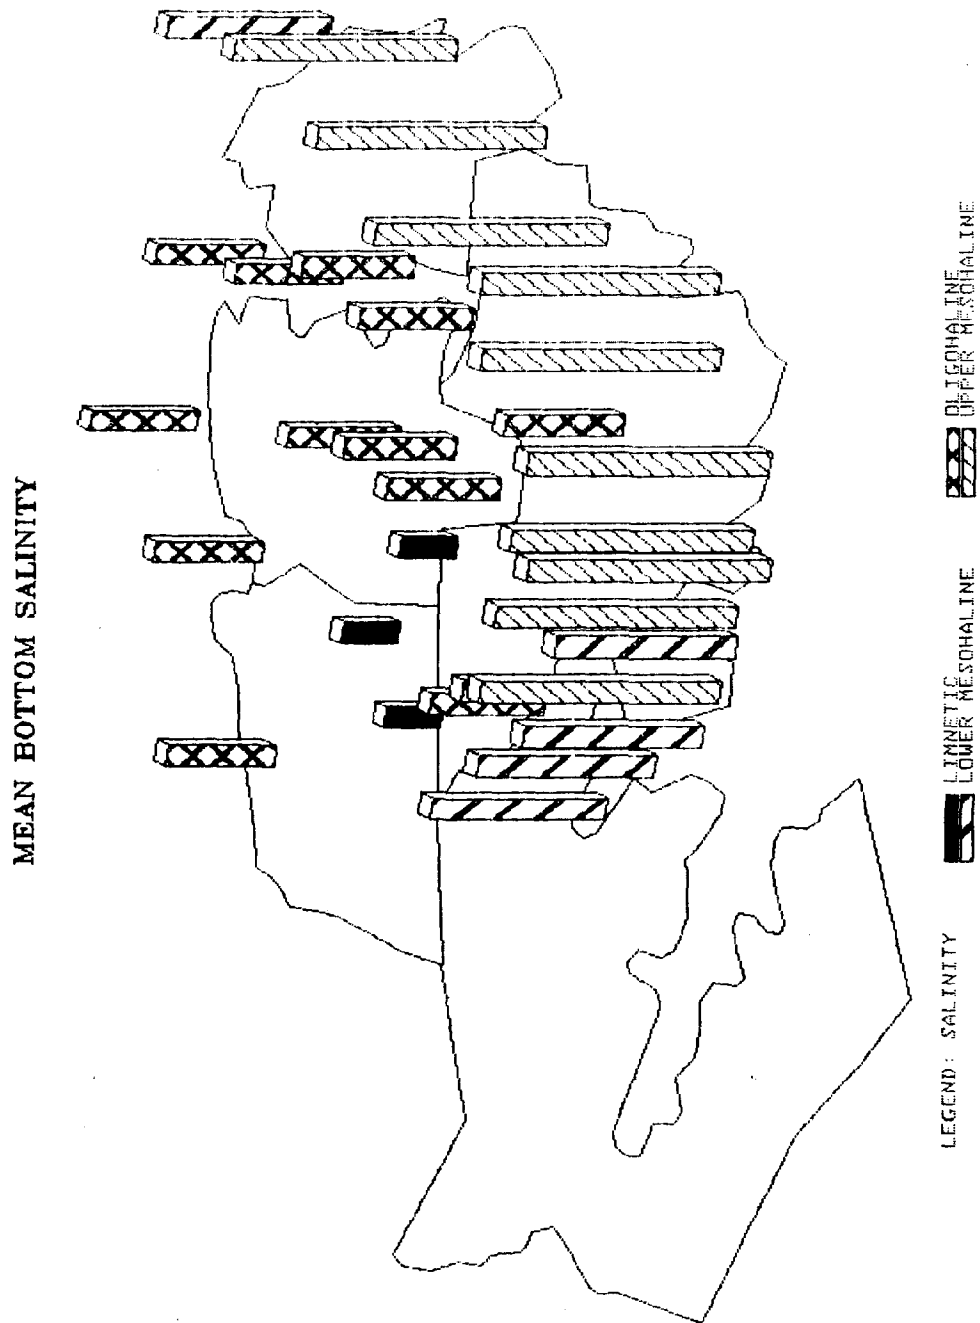 MEAN BOTTOM SALINITY
LEGEND: SALINITY
LIMNETIC
OLIGOHALINE
LOWER MESOHALINE
UPPER MESOHALINE